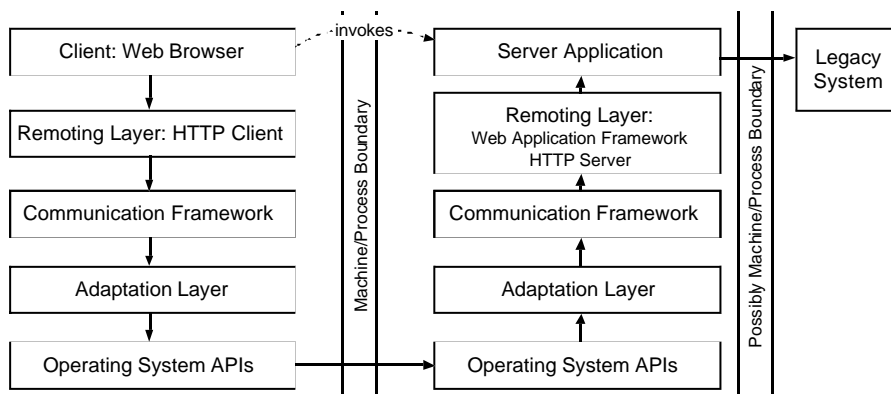 Client: Web Browser
invokes
Server Application
Legacy
System
Remoting Layer: HTTP Client
Remoting Layer:
Web Application Framework
HTTP Server
Communication Framework
Communication Framework
Adaptation Layer
Adaptation Layer
Operating System APIs
Operating System APIs
Machine/Process Boundary
Possibly Machine/Process Boundary